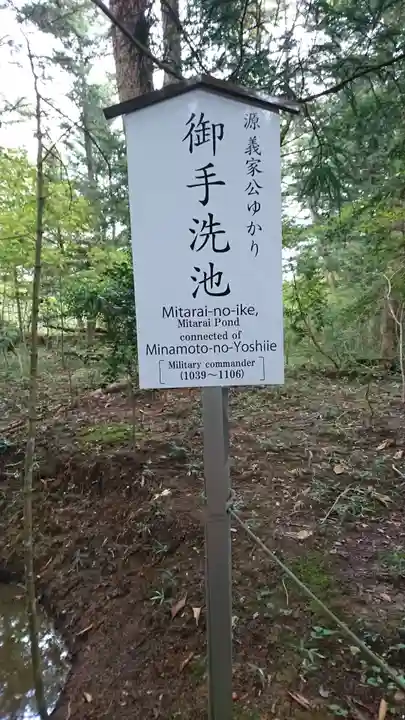 源義家公ゆかり
御手洗池
Mitarai-no-ike,
Mitarai Pond
connected of
Minamoto-no-Yoshiie
[ Military commander
(1039～1106) ]